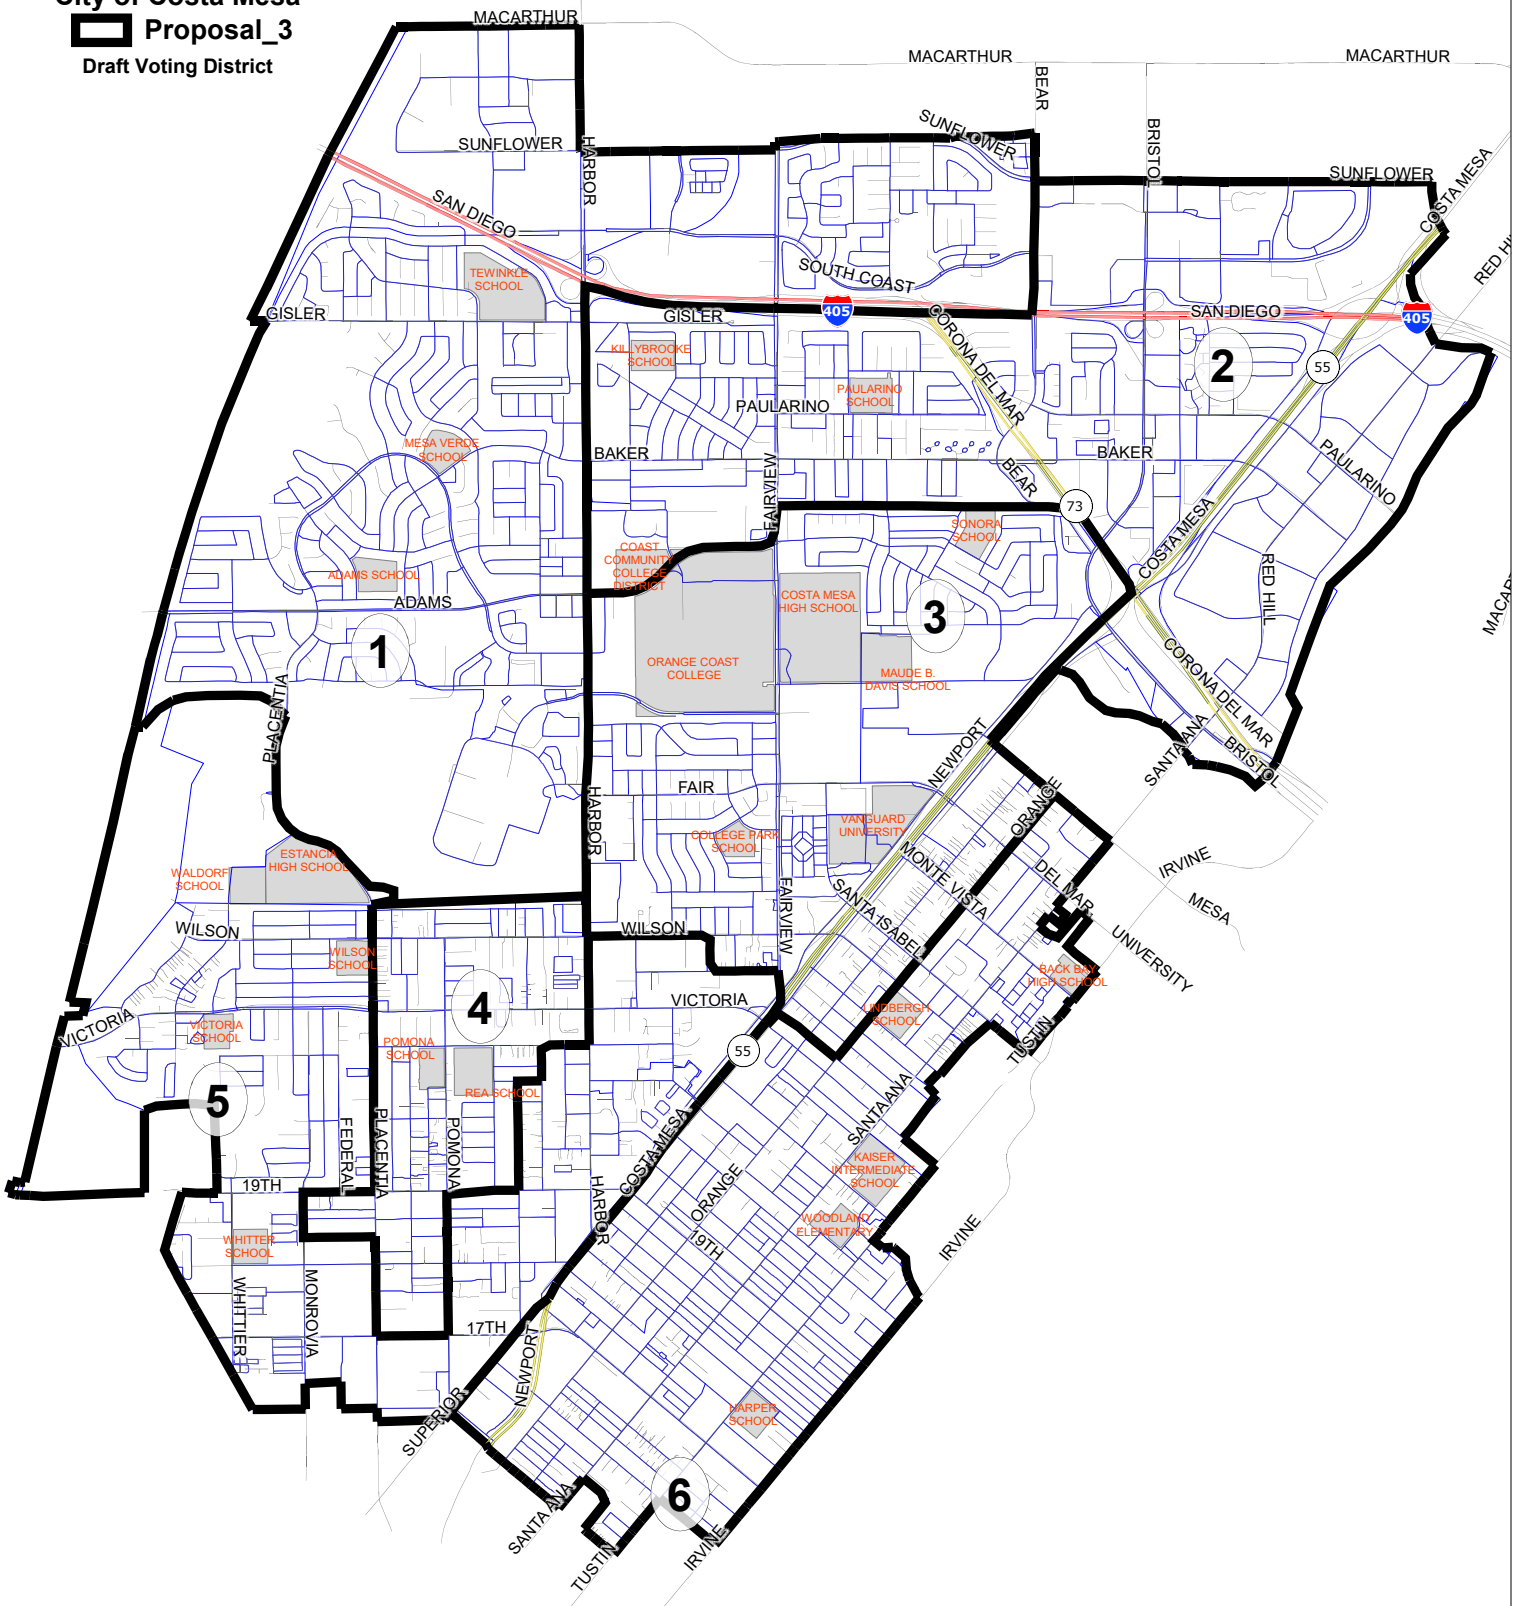 City of Costa Mesa
Proposal_3
Draft Voting District
MACARTHUR
MACARTHUR
MACARTHUR
BEAR
BRISTOL
SUNFLOWER
SUNFLOWER
SUNFLOWER
HARBOR
COSTA MESA
SAN DIEGO
RED HI
TEWINKLE
SCHOOL
SOUTH COAST
GISLER
GISLER
405
SAN DIEGO
405
CORONA DEL MAR
KILLYBROOKE
SCHOOL
2
55
PAULARINO
SCHOOL
PAULARINO
MESA VERDE
SCHOOL
BAKER
BAKER
PAULARINO
FAIRVIEW
BEAR
73
SONORA
SCHOOL
COSTA MESA
COAST
COMMUNITY
COLLEGE
DISTRICT
ADAMS SCHOOL
ADAMS
COSTA MESA
HIGH SCHOOL
3
RED HILL
MACAR
1
ORANGE COAST
COLLEGE
MAUDE B.
DAVIS SCHOOL
CORONA DEL MAR
PLACENTIA
NEWPORT
SANTA ANA
BRISTOL
FAIR
HARBOR
ORANGE
COLLEGE PARK
SCHOOL
VANGUARD
UNIVERSITY
ESTANCIA
HIGH SCHOOL
WALDORF
SCHOOL
MONTE VISTA
DEL MAR
IRVINE
MESA
FAIRVIEW
SANTA ISABEL
WILSON
WILSON
UNIVERSITY
WILSON
SCHOOL
BACK BAY
HIGH SCHOOL
4
VICTORIA
VICTORIA
VICTORIA
SCHOOL
LINDBERGH
SCHOOL
POMONA
SCHOOL
55
TUSTIN
REA SCHOOL
5
SANTA ANA
FEDERAL
PLACENTIA
POMONA
COSTA MESA
KAISER
INTERMEDIATE
SCHOOL
19TH
HARBOR
ORANGE
WOODLAND
ELEMENTARY
19TH
IRVINE
WHITTER
SCHOOL
WHITTIER
MONROVIA
17TH
NEWPORT
SUPERIOR
HARPER
SCHOOL
6
SANTA ANA
TUSTIN
IRVINE